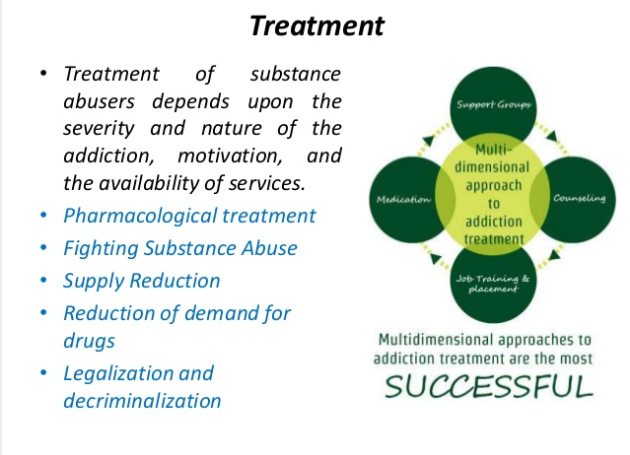 Treatment
• Treatment of substance
abusers depends upon the
severity and nature of the
addiction, motivation, and
the availability of services.
• Pharmacological treatment
• Fighting Substance Abuse
• Supply Reduction
• Reduction of demand for
drugs
• Legalization and
decriminalization
Support Groups
Multi-
dimensional
approach
to
addiction
treatment
Medication
Counseling
Job Training &
placement
Multidimensional approaches to
addiction treatment are the most
SUCCESSFUL